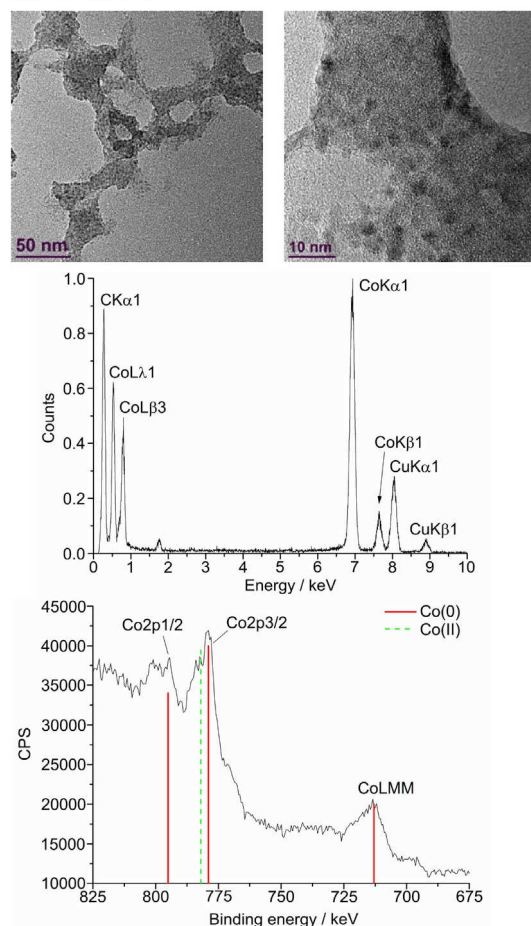 50 nm
10 nm
CKα1
CoLλ1
CoLβ3
CoKα1
CoKβ1
CuKα1
CuKβ1
Counts
1.0
0.8
0.6
0.4
0.2
0.0
0 1 2 3 4 5 6 7 8 9 10
Energy / keV
Co2p1/2
Co2p3/2
Co(0)
Co(II)
CoLMM
CPS
45000
40000
35000
30000
25000
20000
15000
10000
825 800 775 750 725 700 675
Binding energy / keV